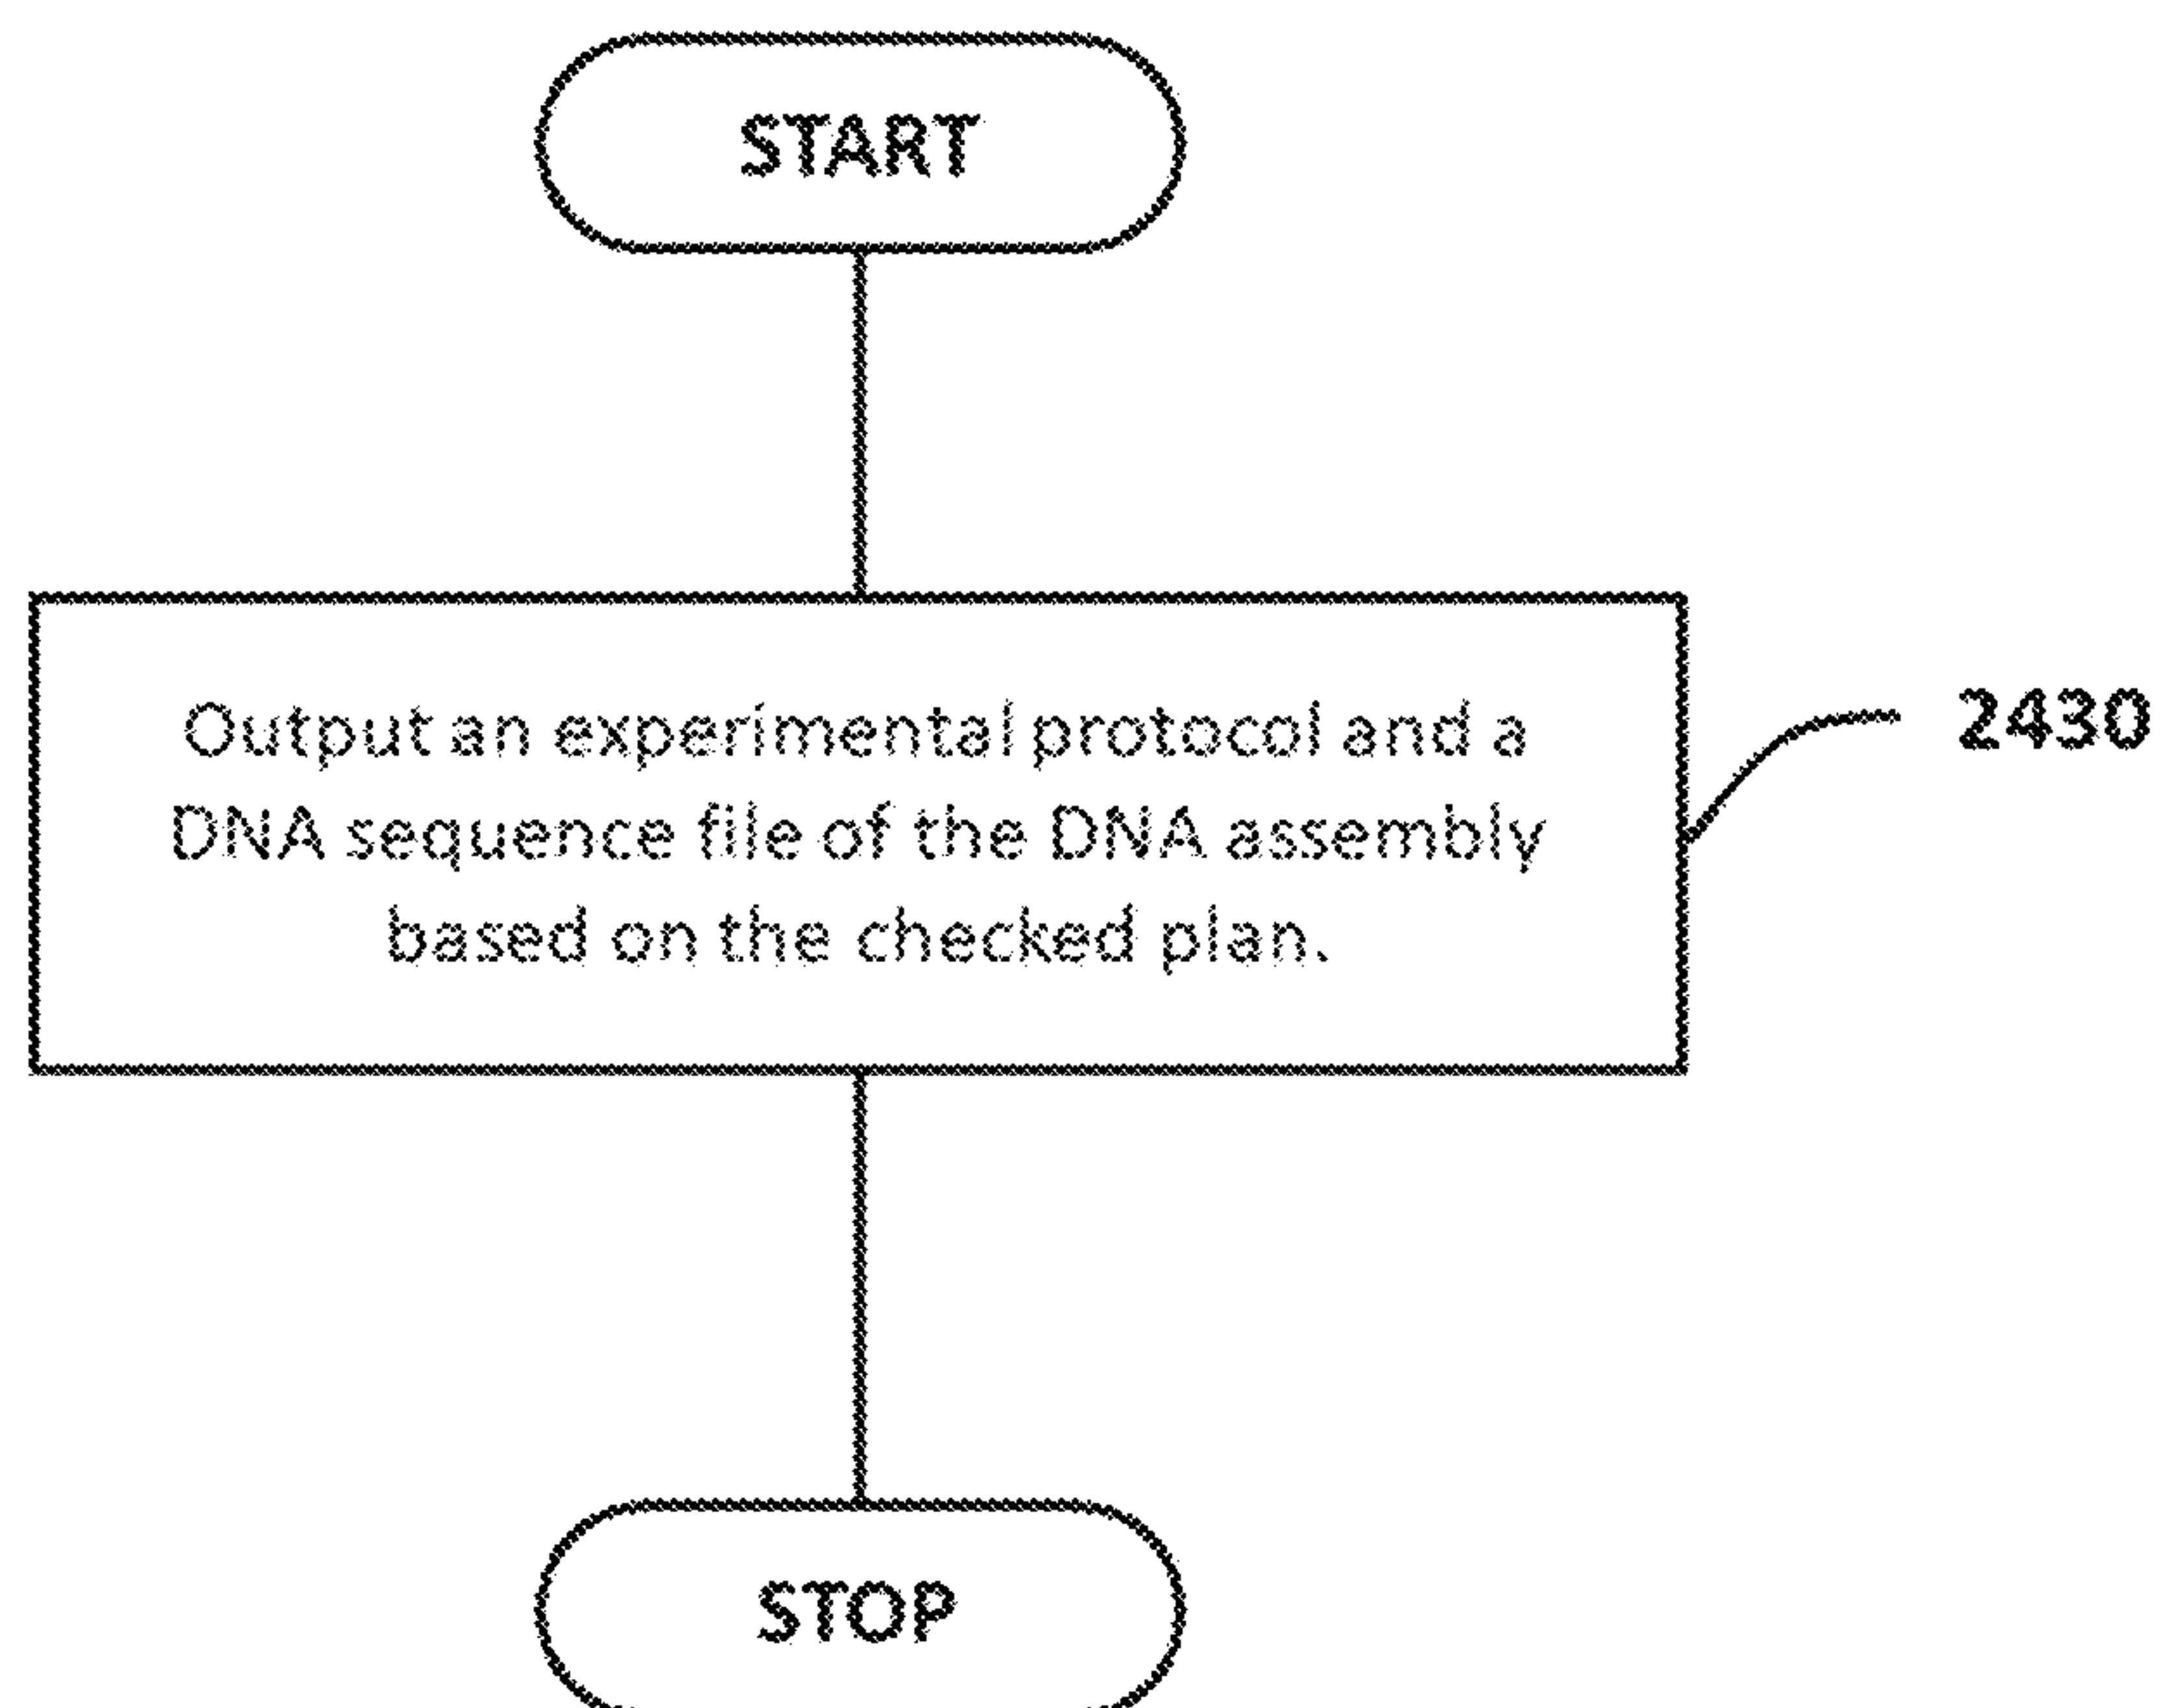 START
Output an experimental protocol and a
DNA sequence file of the DNA assembly
based on the checked plan.
2430
STOP